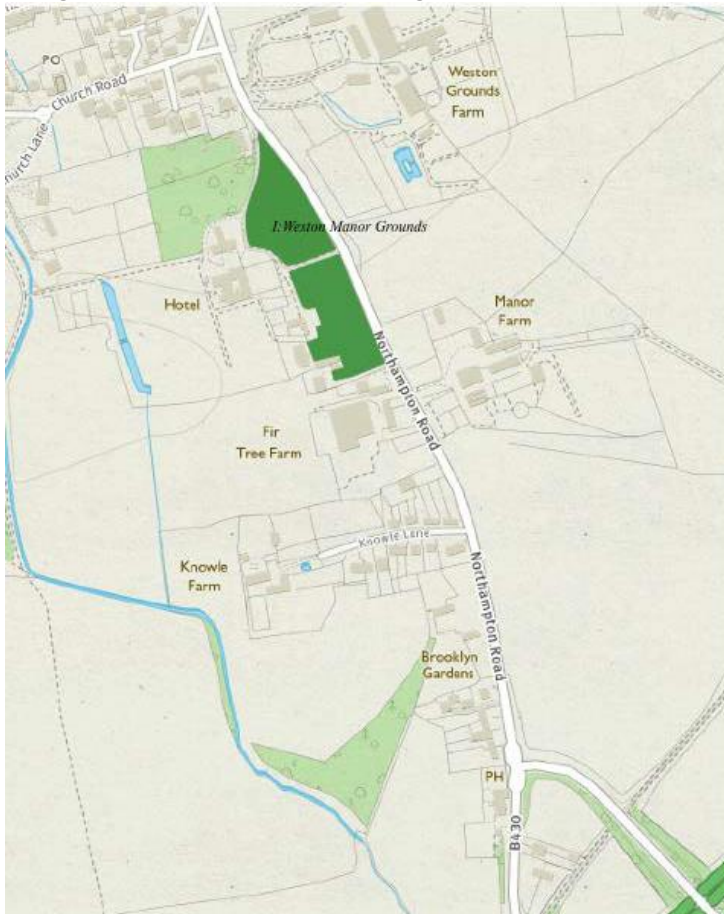 PO
Church Road
Church Lane
Weston
Grounds
Farm
I:Weston Manor Grounds
Hotel
Manor
Farm
Northampton Road
Fir
Tree Farm
Knowle Lane
Knowle
Farm
Northampton Road
Brooklyn
Gardens
PH
B430